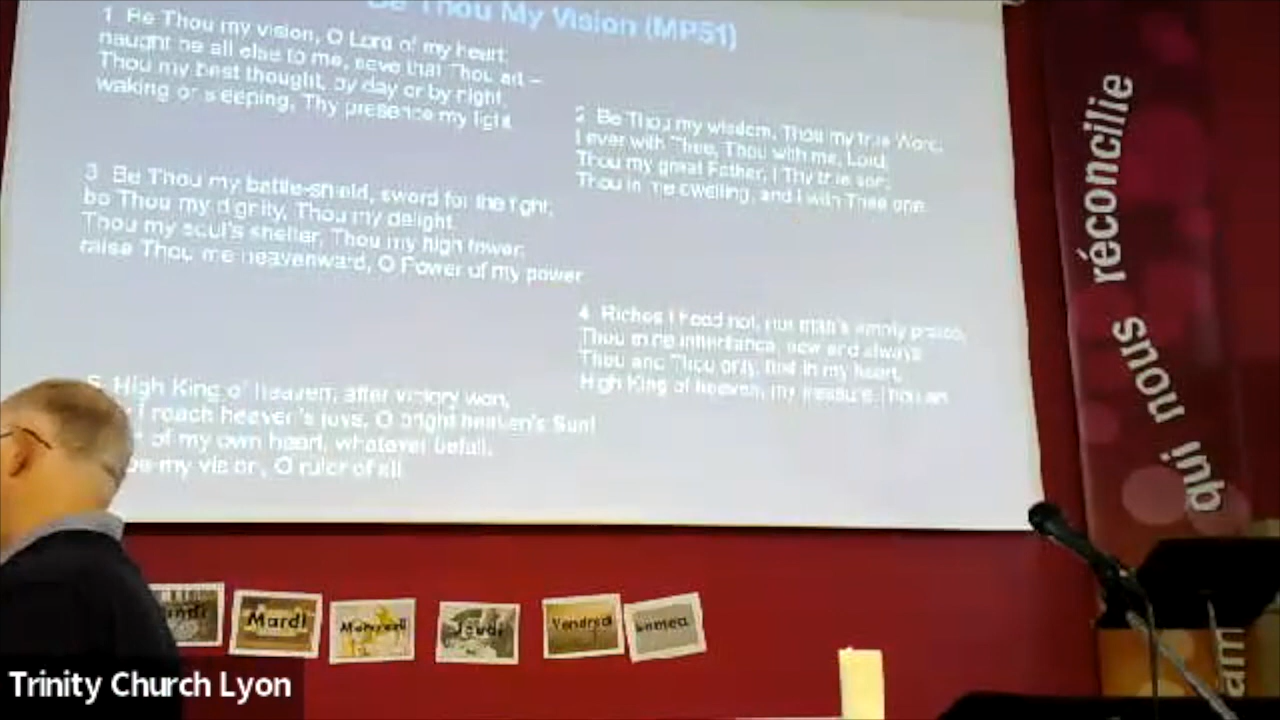 Be Thou My Vision (MP51)
1 Be Thou my vision, O Lord of my heart,
naught be all else to me, save that Thou art –
Thou my best thought, by day or by night,
waking or sleeping, Thy presence my light.
2 Be Thou my wisdom, Thou my true Word,
I ever with Thee, Thou with me, Lord;
Thou my great Father, I Thy true son;
Thou in me dwelling, and I with Thee one.
3 Be Thou my battle-shield, sword for the fight,
be Thou my dignity, Thou my delight.
Thou my soul's shelter, Thou my high tower;
raise Thou me heavenward, O Power of my power.
4 Riches I heed not, nor man's empty praise,
Thou mine inheritance, now and always
Thou and Thou only, first in my heart,
High King of heaven, my treasure Thou art.
5 High King of heaven, after victory won,
I reach heaven's joys, O bright heaven's Sun!
of my own heart, whatever befall,
be my vision, O ruler of all.
qui nous réconcilie
Mardi
Mercredi
Jeudi
Vendredi
Trinity Church Lyon